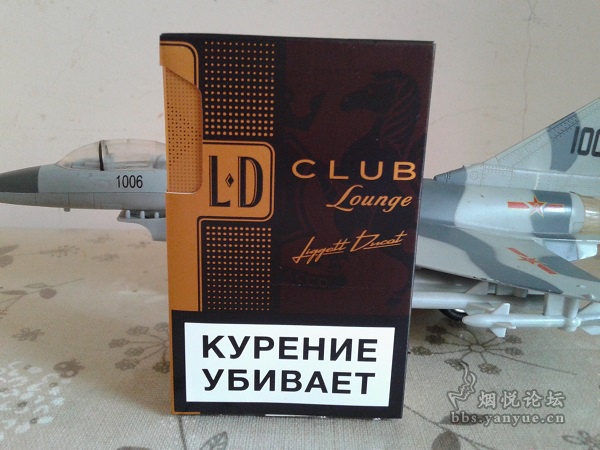 1006
100
L·D
CLUB
Lounge
Liggett Ducat
КУРЕНИЕ
УБИВАЕТ
烟悦论坛
bbs.yanyue.cn